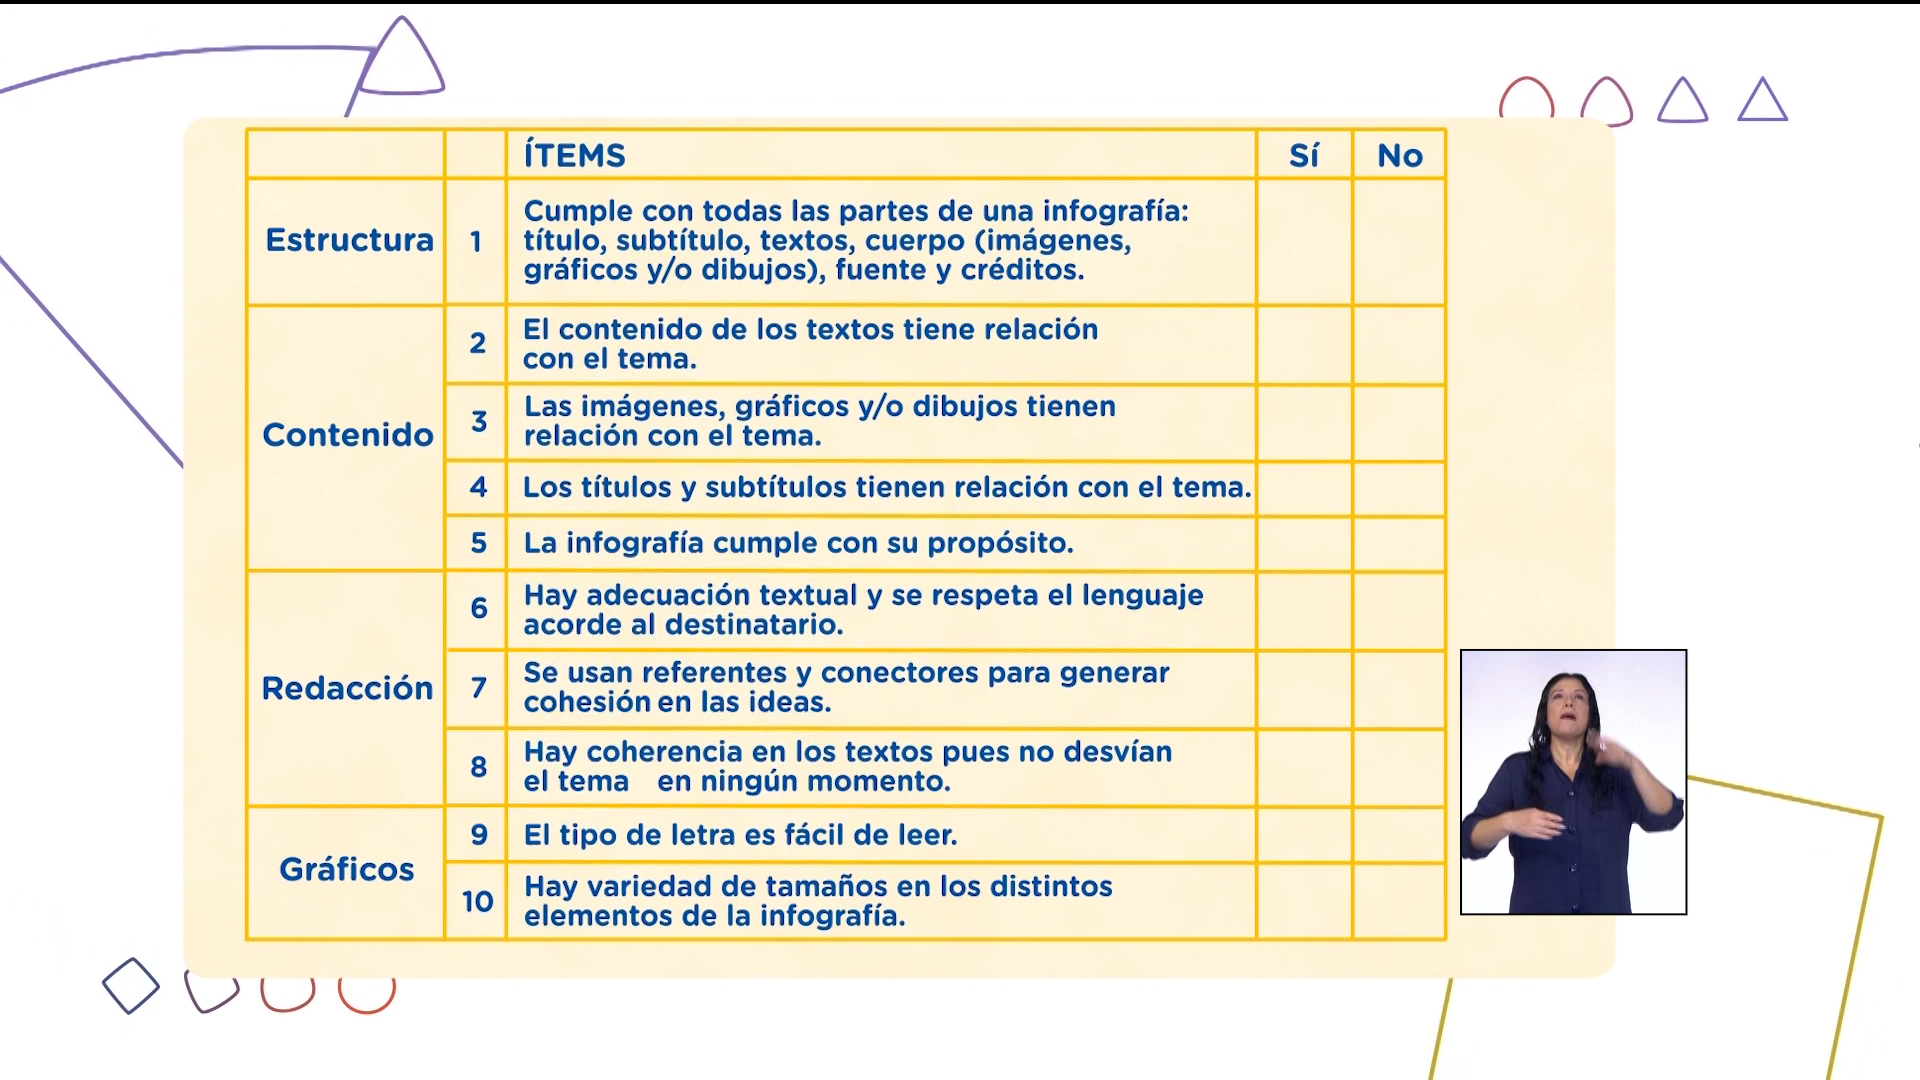 ÍTEMS Sí No
Estructura 1 Cumple con todas las partes de una infografía:
título, subtítulo, textos, cuerpo (imágenes,
gráficos y/o dibujos), fuente y créditos.
Contenido
2 El contenido de los textos tiene relación
con el tema.
3 Las imágenes, gráficos y/o dibujos tienen
relación con el tema.
4 Los títulos y subtítulos tienen relación con el tema.
5 La infografía cumple con su propósito.
Redacción
6 Hay adecuación textual y se respeta el lenguaje
acorde al destinatario.
7 Se usan referentes y conectores para generar
cohesión en las ideas.
8 Hay coherencia en los textos pues no desvían
el tema en ningún momento.
Gráficos
9 El tipo de letra es fácil de leer.
10 Hay variedad de tamaños en los distintos
elementos de la infografía.